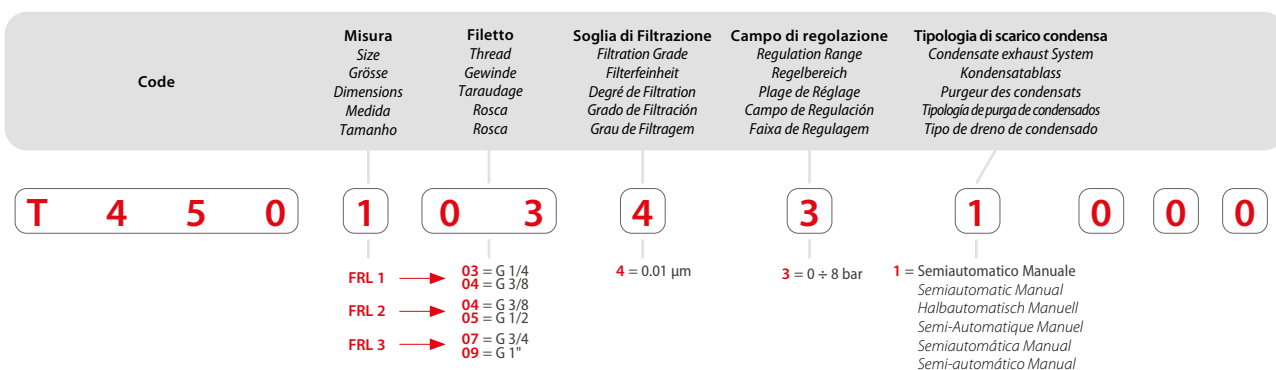 Code
Misura
Size
Grösse
Dimensions
Medida
Tamanho
Filetto
Thread
Gewinde
Taraudage
Rosca
Rosca
Soglia di Filtrazione
Filtration Grade
Filterfeinheit
Degré de Filtration
Grado de Filtración
Grau de Filtragem
Campo di regolazione
Regulation Range
Regelbereich
Plage de Réglage
Campo de Regulación
Faixa de Regulagem
Tipologia di scarico condensa
Condensate exhaust System
Kondensatablass
Purgeur des condensats
Tipología de purga de condensados
Tipo de dreno de condensado
T 4 5 0 1 0 3 4 3 1 0 0 0
FRL 1
03 = G 1/4
04 = G 3/8
FRL 2
04 = G 3/8
05 = G 1/2
FRL 3
07 = G 3/4
09 = G 1"
4 = 0.01 µm
3 = 0 ÷ 8 bar
1 = Semiautomatico Manuale
Semiautomatic Manual
Halbautomatisch Manuell
Semi-Automatique Manuel
Semiautomática Manual
Semi-automático Manual